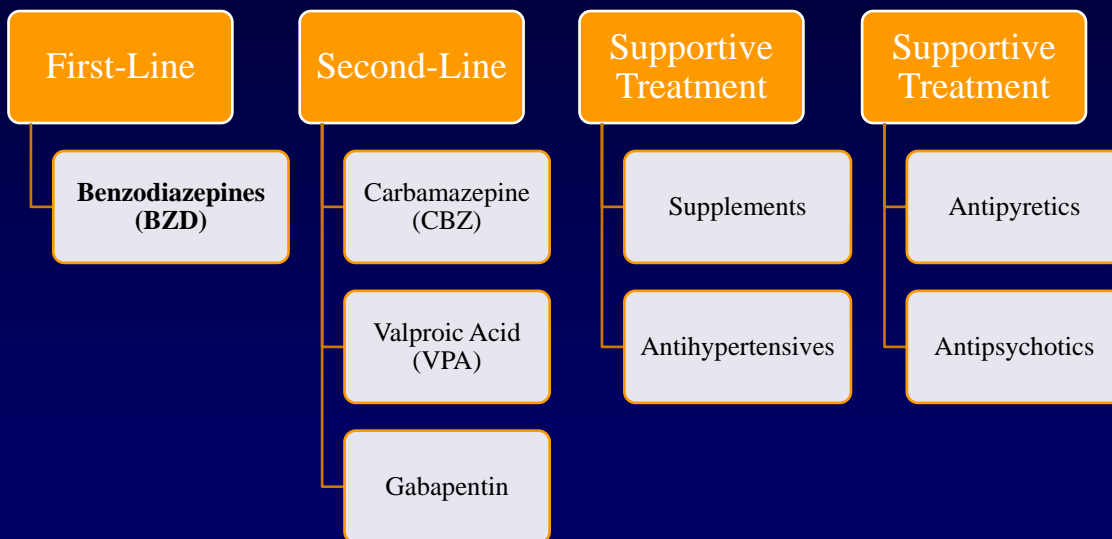 First-Line
Benzodiazepines
(BZD)
Second-Line
Carbamazepine
(CBZ)
Valproic Acid
(VPA)
Gabapentin
Supportive
Treatment
Supplements
Antihypertensives
Supportive
Treatment
Antipyretics
Antipsychotics